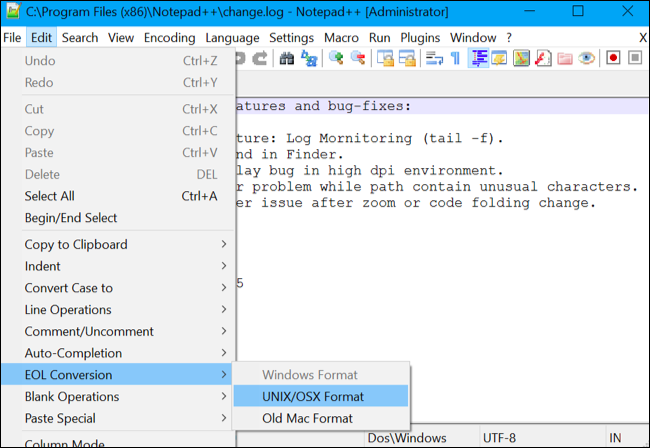 C:\Program Files (x86)\Notepad++\change.log - Notepad++ [Administrator]
File Edit Search View Encoding Language Settings Macro Run Plugins Window ? X
Undo Ctrl+Z
Redo Ctrl+Y
Cut Ctrl+X
atures and bug-fixes:
Copy Ctrl+C
ture: Log Mornitoring (tail -f).
Paste Ctrl+V
nd in Finder.
Delete DEL
lay bug in high dpi environment.
r problem while path contain unusual characters.
Select All Ctrl+A
er issue after zoom or code folding change.
Begin/End Select
Copy to Clipboard
Indent
5
Convert Case to
Line Operations
Comment/Uncomment
Auto-Completion
EOL Conversion
Windows Format
Blank Operations
UNIX/OSX Format
Paste Special
Old Mac Format
Column Mode
Dos\Windows UTF-8 INS